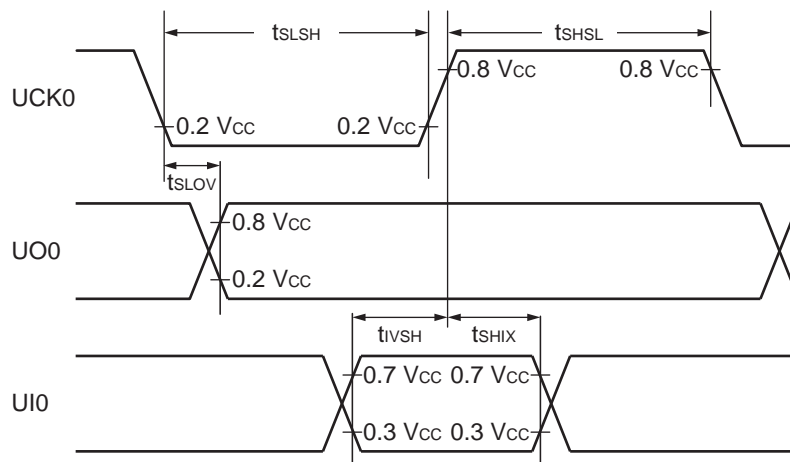 tSLSH
tSHSL
UCK0
0.8 VCC
0.8 VCC
0.2 VCC
0.2 VCC
tSLOV
UO0
0.8 VCC
0.2 VCC
tIVSH
tSHIX
UI0
0.7 VCC
0.7 VCC
0.3 VCC
0.3 VCC